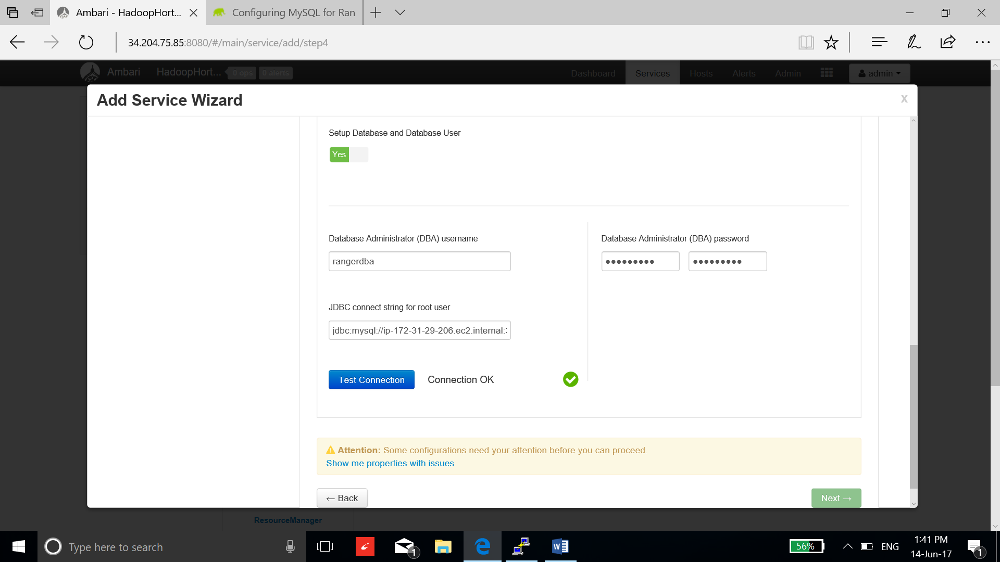 Ambari - HadoopHort...
Configuring MySQL for Ran
34.204.75.85:8080/#/main/service/add/step4
Ambari HadoopHort... 0 ops 0 alerts Dashboard Services Hosts Alerts Admin admin
Add Service Wizard
x
Setup Database and Database User
Yes
Database Administrator (DBA) username
Database Administrator (DBA) password
rangerdba
●●●●●●●●● ●●●●●●●●●
JDBC connect string for root user
jdbc:mysql://ip-172-31-29-206.ec2.internal:
Test Connection Connection OK
Attention: Some configurations need your attention before you can proceed.
Show me properties with issues
← Back
Next →
ResourceManager
Type here to search
1
W
56%
ENG
1:41 PM
14-Jun-17
1